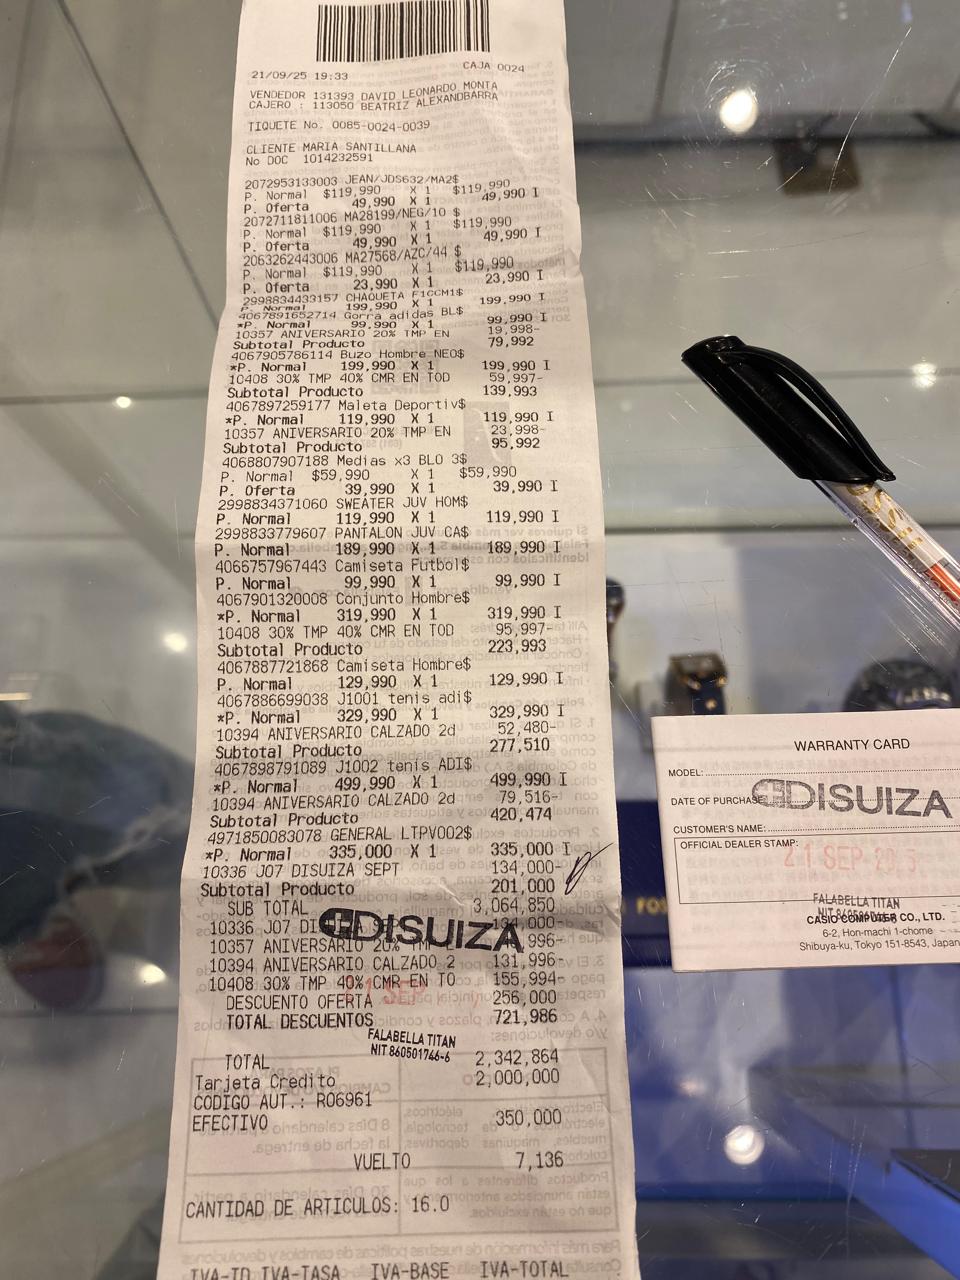 21/09/25 19:33 CAJA 0024
VENDEDOR 131393 DAVID LEONARDO MONTA
CAJERO : 113050 BEATRIZ ALEXANDBARRA
TIQUETE No. 0085-0024-0039
CLIENTE MARIA SANTILLANA
No DOC 1014232591
2072953133003 JEAN/JDS632/MA2$
P. Normal $119,990 X 1 $119,990
P. Oferta 49,990 X 1 49,990 I
2072711811006 MA28199/NEG/10 $
P. Normal $119,990 X 1 $119,990
P. Oferta 49,990 X 1 49,990 I
2063262443006 MA27568/AZC/44 $
P. Normal $119,990 X 1 $119,990
P. Oferta 23,990 X 1 23,990 I
2998834433157 CHAQUETA F1CCM1$
P. Normal 199,990 X 1 199,990 I
4067891652714 Gorra adidas BL$
*P. Normal 99,990 X 1 99,990 I
10357 ANIVERSARIO 20% TMP EN 19,998-
Subtotal Producto 79,992
4067905786114 Buzo Hombre NEO$
*P. Normal 199,990 X 1 199,990 I
10408 30% TMP 40% CMR EN TOD 59,997-
Subtotal Producto 139,993
4067897259177 Maleta Deportiv$
*P. Normal 119,990 X 1 119,990 I
10357 ANIVERSARIO 20% TMP EN 23,998-
Subtotal Producto 95,992
4068807907188 Medias x3 BLO 3$
P. Normal $59,990 X 1 $59,990
P. Oferta 39,990 X 1 39,990 I
2998834371060 SWEATER JUV HOM$
P. Normal 119,990 X 1 119,990 I
2998833779607 PANTALON JUV CA$
P. Normal 189,990 X 1 189,990 I
4066757967443 Camiseta Futbol$
P. Normal 99,990 X 1 99,990 I
4067901320008 Conjunto Hombre$
*P. Normal 319,990 X 1 319,990 I
10408 30% TMP 40% CMR EN TOD 95,997-
Subtotal Producto 223,993
4067887721868 Camiseta Hombre$
P. Normal 129,990 X 1 129,990 I
4067886699038 J1001 tenis adi$
*P. Normal 329,990 X 1 329,990 I
10394 ANIVERSARIO CALZADO 2d 52,480-
Subtotal Producto 277,510
4067898791089 J1002 tenis ADI$
*P. Normal 499,990 X 1 499,990 I
10394 ANIVERSARIO CALZADO 2d 79,516-
Subtotal Producto 420,474
4971850083078 GENERAL LTPV002$
*P. Normal 335,000 X 1 335,000 I
10336 J07 DISUIZA SEPT 134,000-
Subtotal Producto 201,000
SUB TOTAL 3,064,850
10336 J07
DISUIZA
10357 ANIVERSARIO 20%
10394 ANIVERSARIO CALZADO 2 131,996-
10408 30% TMP 40% CMR EN TO 155,994-
21 SEP
DESCUENTO OFERTA 256,000
TOTAL DESCUENTOS 721,986
FALABELLA TITAN
NIT 860501746-6
TOTAL 2,342,864
Tarjeta Credito 2,000,000
CODIGO AUT.: R06961
EFECTIVO 350,000
VUELTO 7,136
CANTIDAD DE ARTICULOS: 16.0
IVA-ID IVA-TASA IVA-BASE IVA-TOTAL
WARRANTY CARD
MODEL:
DATE OF PURCHASE
DISUIZA
CUSTOMER'S NAME:
OFFICIAL DEALER STAMP:
21 SEP
FALABELLA TITAN
CASIO COMPUTER CO., LTD.
6-2, Hon-machi 1-chome
Shibuya-ku, Tokyo 151-8543, Japan